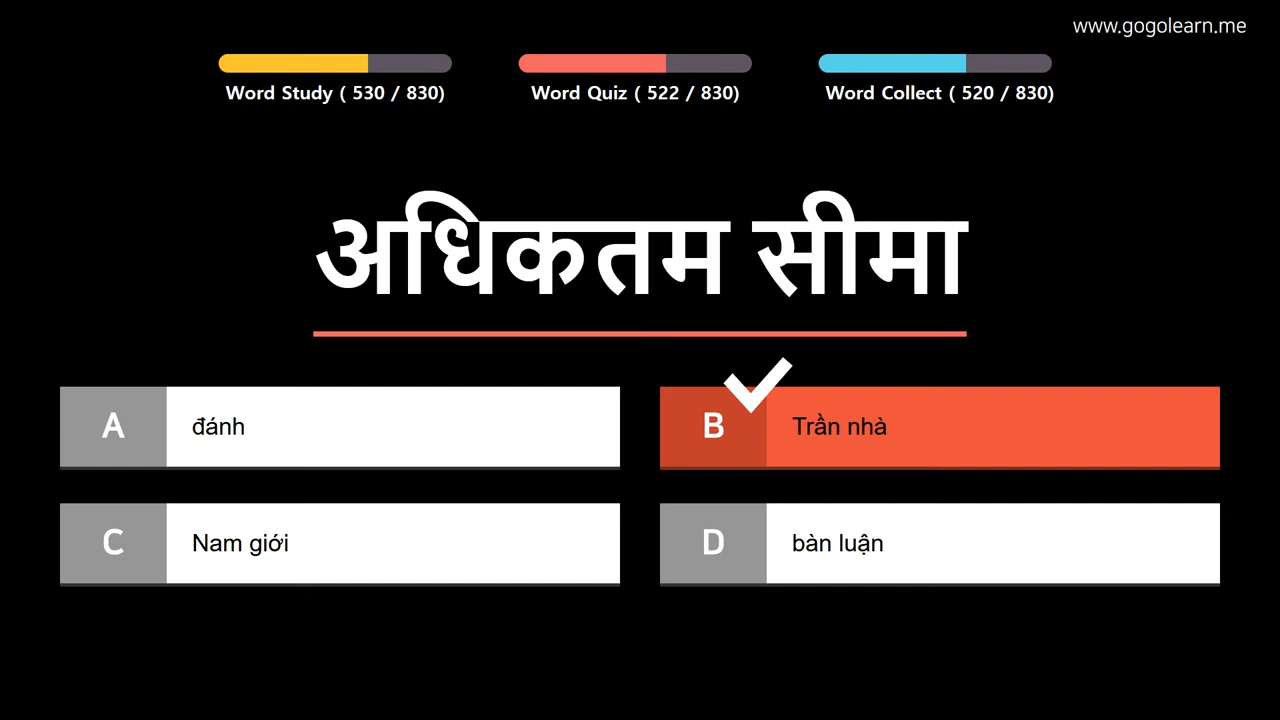 www.gogolearn.me
Word Study ( 530 / 830)
Word Quiz ( 522 / 830)
Word Collect ( 520 / 830)
अधिकतम सीमा
A
đánh
B
Trần nhà
C
Nam giới
D
bàn luận